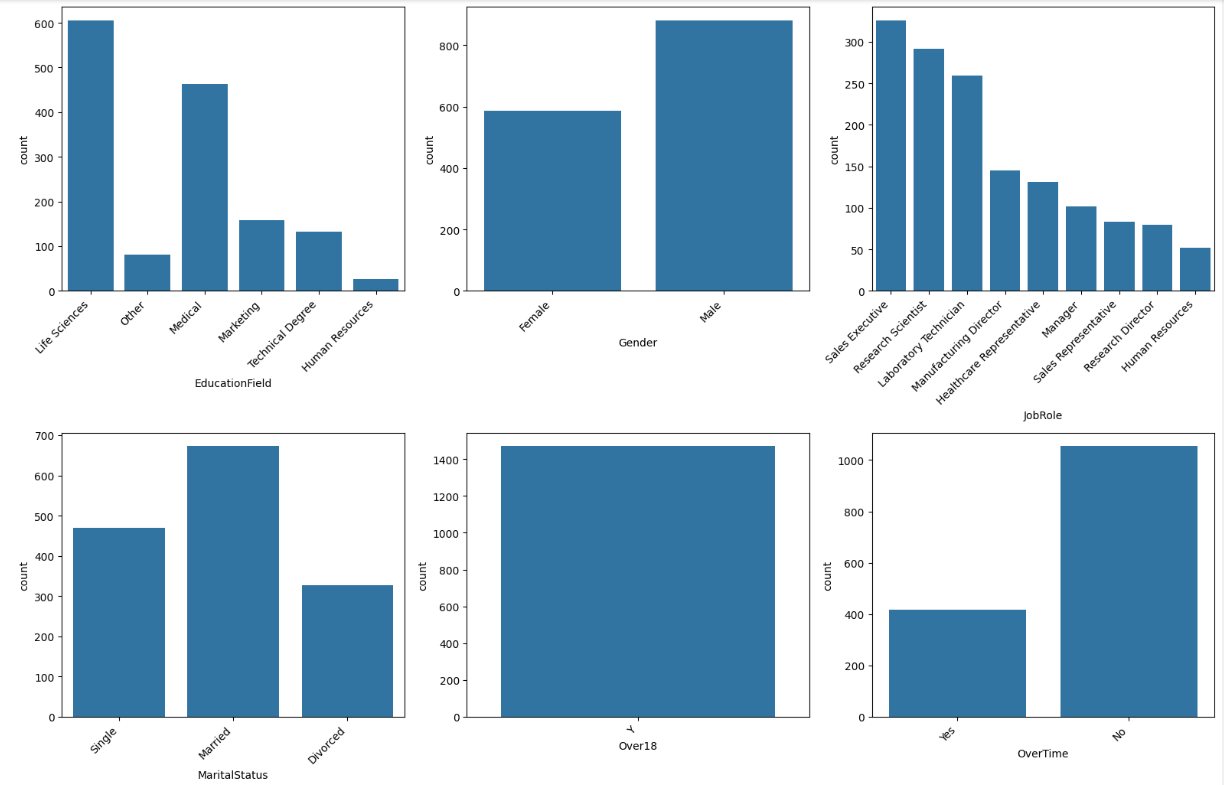 600
500
400
300
200
100
0
count
Life Sciences
Other
Medical
Marketing
Technical Degree
Human Resources
EducationField
800
600
400
200
0
count
Female
Male
Gender
300
250
200
150
100
50
0
count
Sales Executive
Research Scientist
Laboratory Technician
Manufacturing Director
Healthcare Representative
Manager
Sales Representative
Research Director
Human Resources
JobRole
700
600
500
400
300
200
100
0
count
Single
Married
Divorced
MaritalStatus
1400
1200
1000
800
600
400
200
0
count
Y
Over18
1000
800
600
400
200
0
count
Yes
No
OverTime